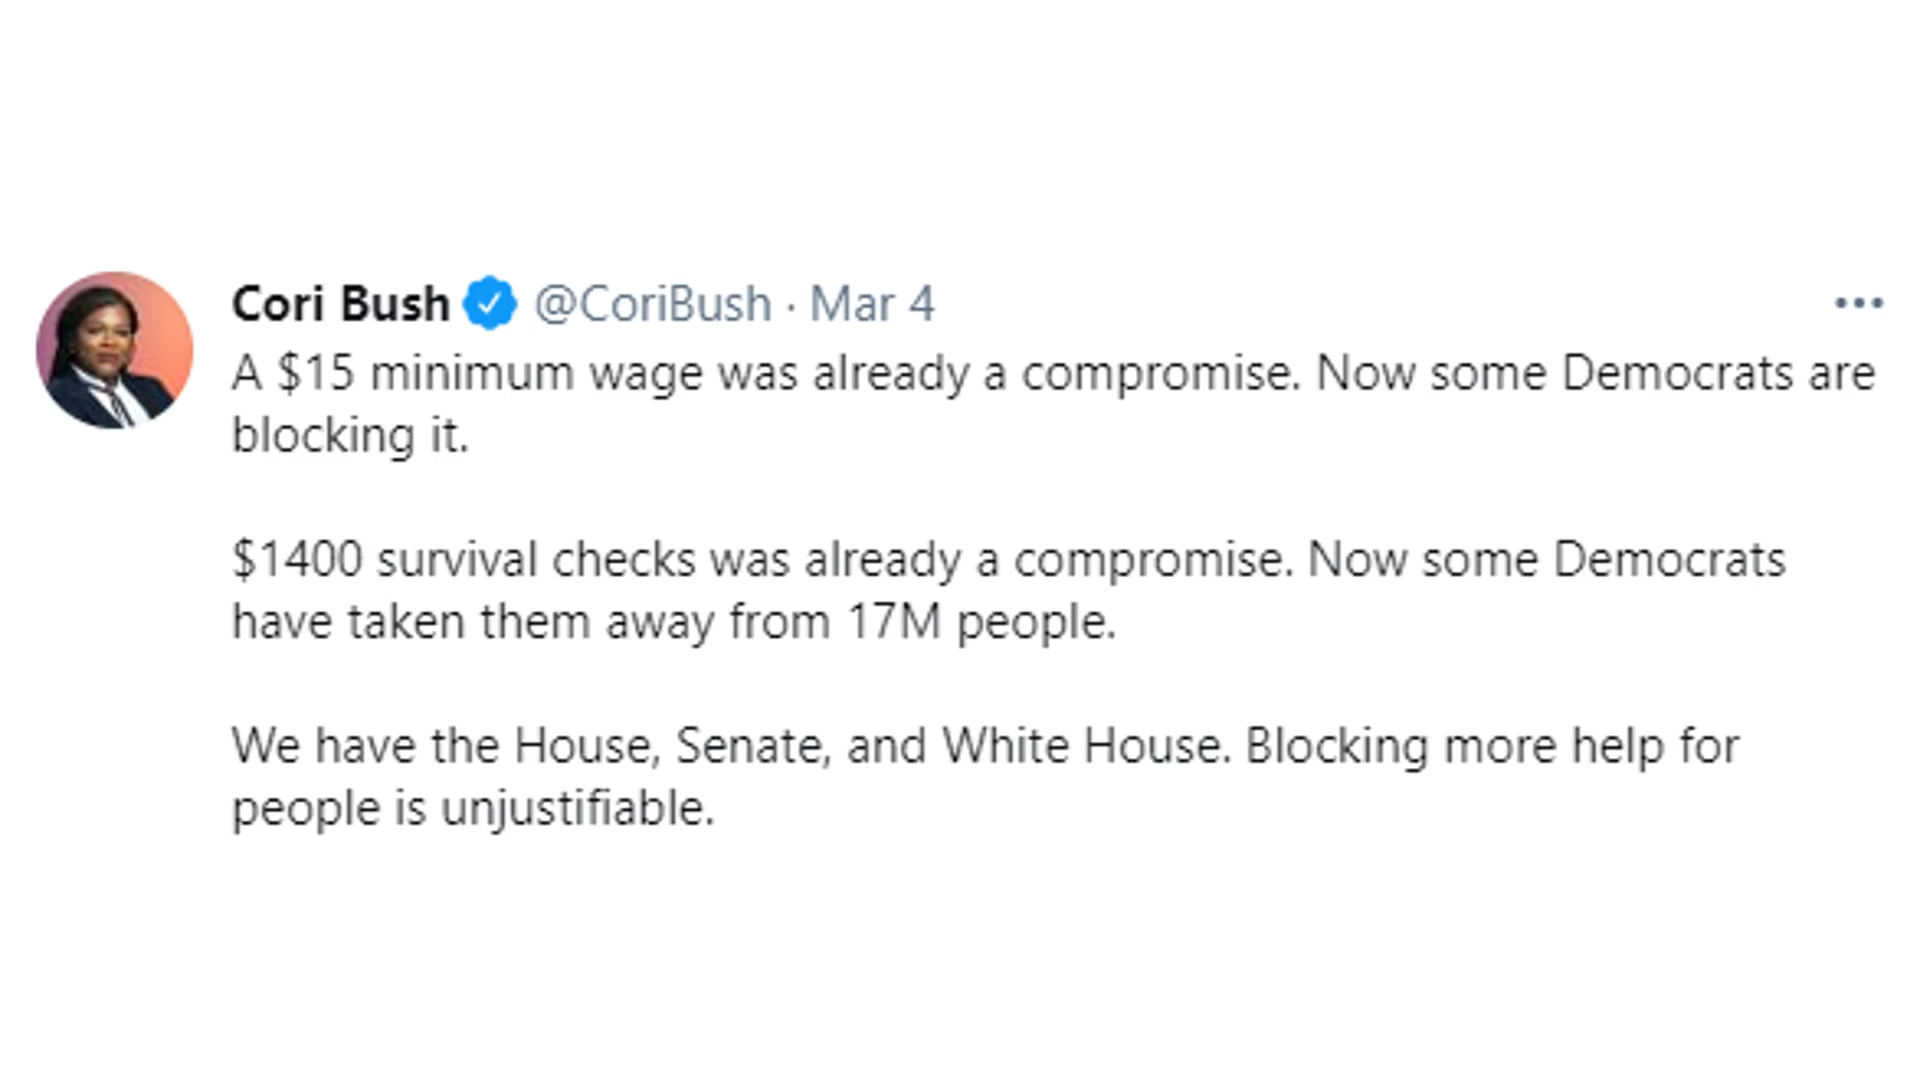 Cori Bush @CoriBush · Mar 4
A $15 minimum wage was already a compromise. Now some Democrats are
blocking it.
$1400 survival checks was already a compromise. Now some Democrats
have taken them away from 17M people.
We have the House, Senate, and White House. Blocking more help for
people is unjustifiable.